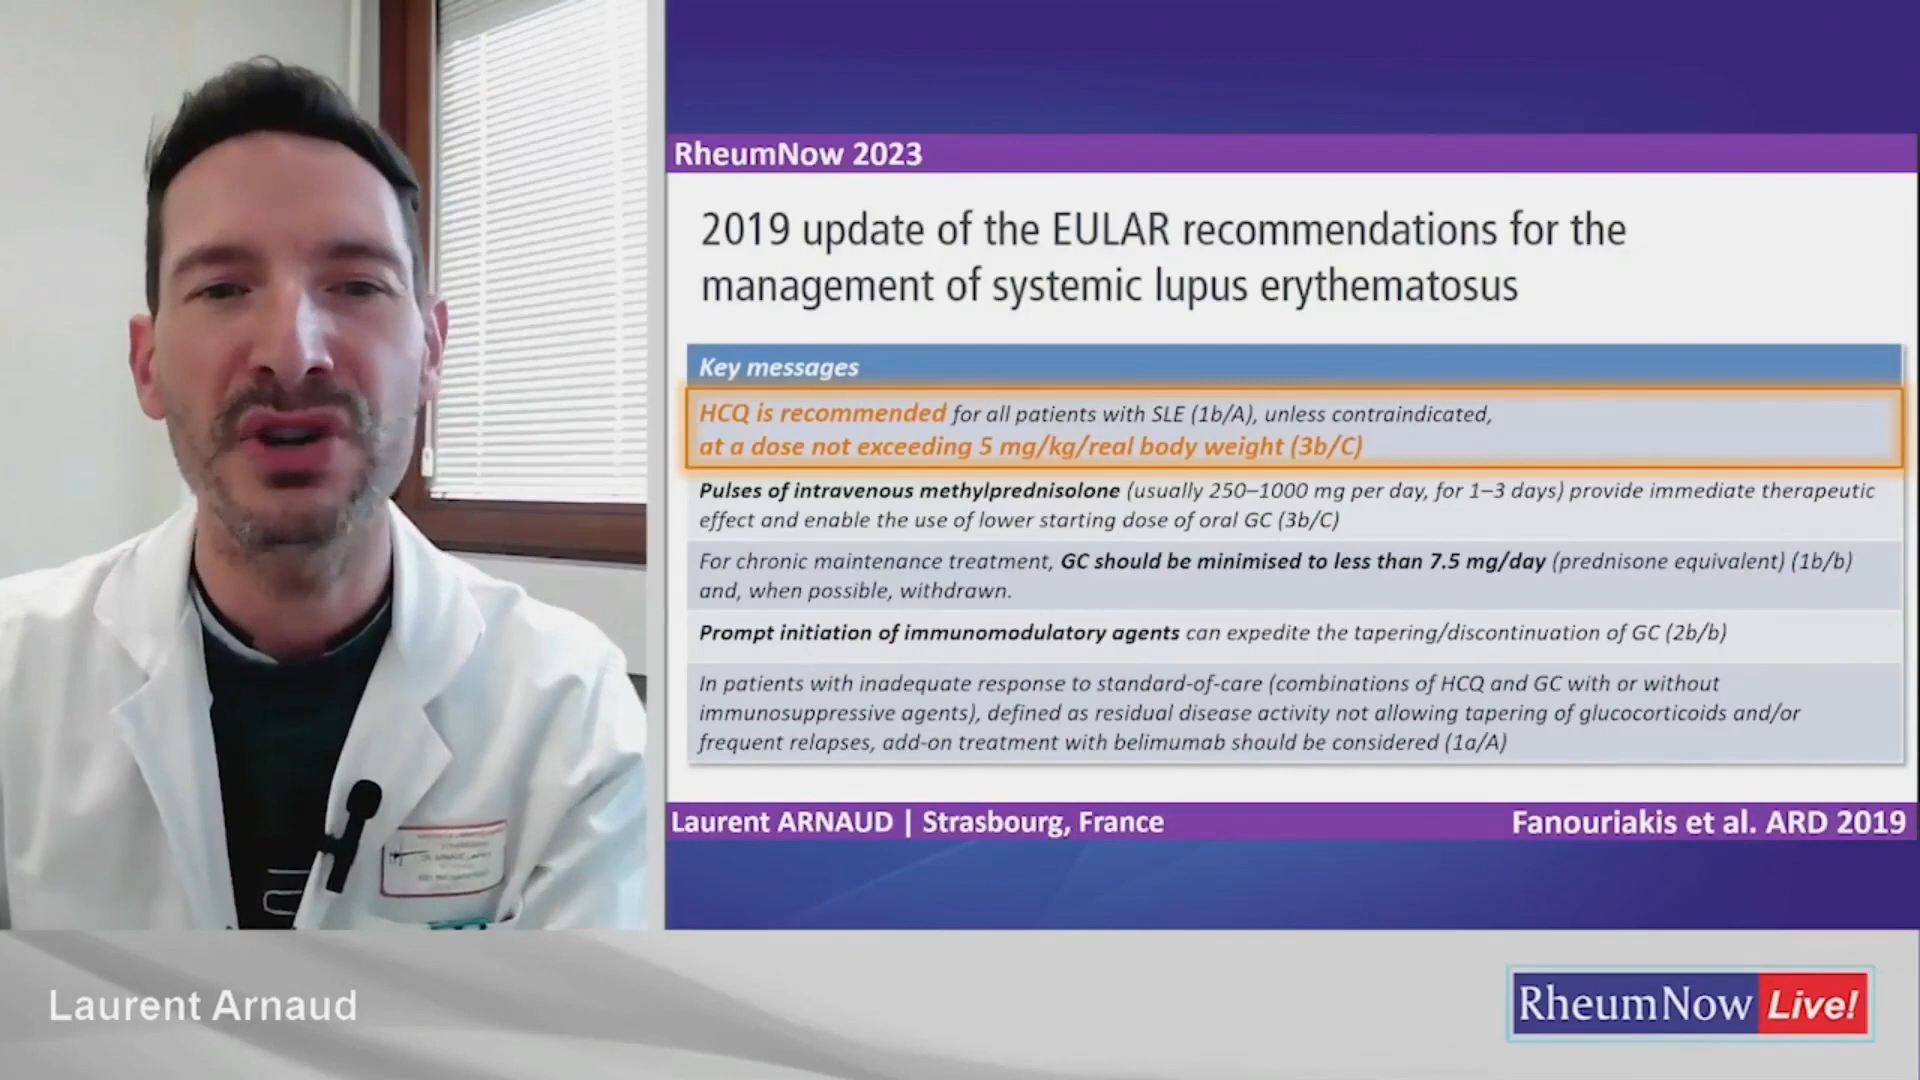 RheumNow 2023
2019 update of the EULAR recommendations for the
management of systemic lupus erythematosus
Key messages
HCQ is recommended for all patients with SLE (1b/A), unless contraindicated,
at a dose not exceeding 5 mg/kg/real body weight (3b/C)
Pulses of intravenous methylprednisolone (usually 250–1000 mg per day, for 1–3 days) provide immediate therapeutic
effect and enable the use of lower starting dose of oral GC (3b/C)
For chronic maintenance treatment, GC should be minimised to less than 7.5 mg/day (prednisone equivalent) (1b/b)
and, when possible, withdrawn.
Prompt initiation of immunomodulatory agents can expedite the tapering/discontinuation of GC (2b/b)
In patients with inadequate response to standard-of-care (combinations of HCQ and GC with or without
immunosuppressive agents), defined as residual disease activity not allowing tapering of glucocorticoids and/or
frequent relapses, add-on treatment with belimumab should be considered (1a/A)
Laurent ARNAUD | Strasbourg, France
Fanouriakis et al. ARD 2019
Laurent Arnaud
RheumNow Live!